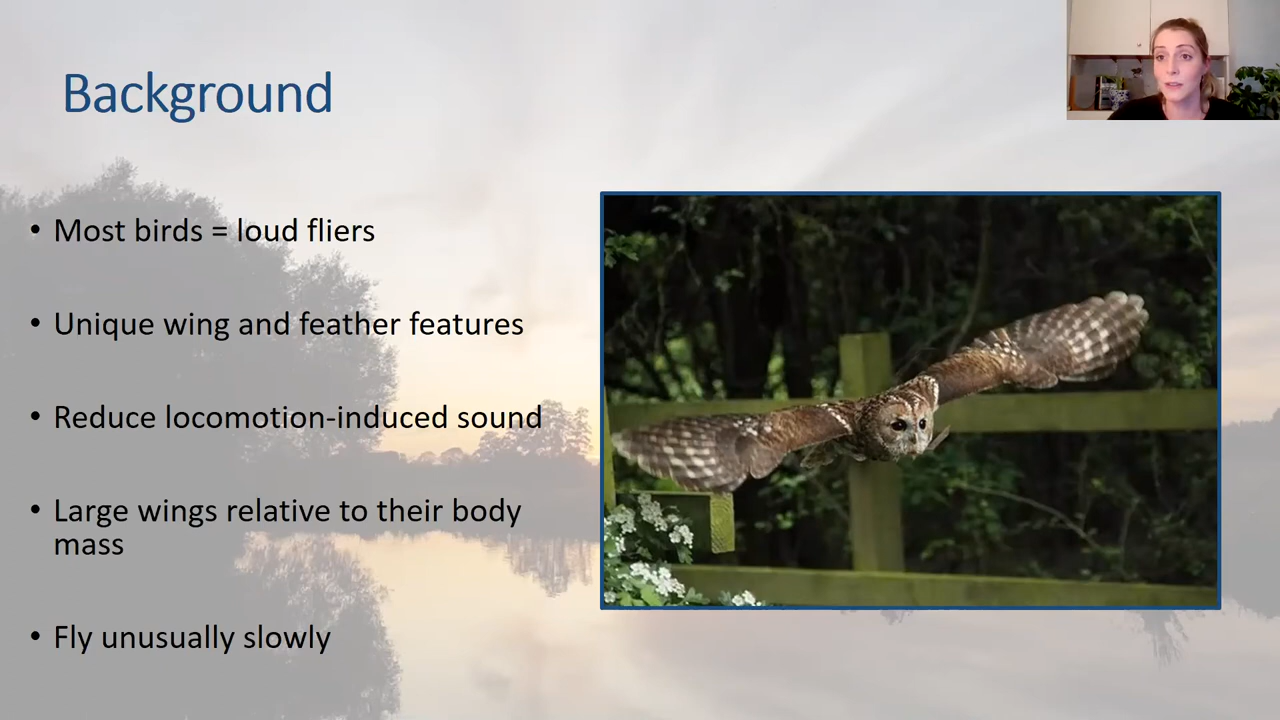 Background
• Most birds = loud fliers
• Unique wing and feather features
• Reduce locomotion-induced sound
• Large wings relative to their body
mass
• Fly unusually slowly